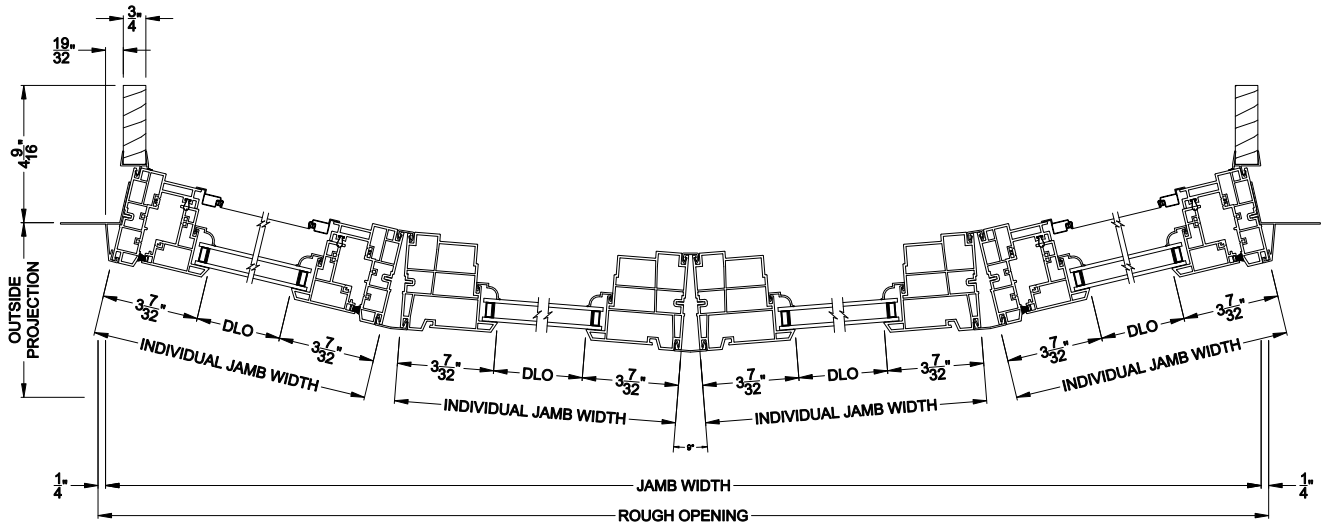 3/4"
19/32"
4 9/16"
OUTSIDE
PROJECTION
3 7/32"
DLO
3 7/32"
INDIVIDUAL JAMB WIDTH
3 7/32"
DLO
3 7/32"
INDIVIDUAL JAMB WIDTH
3 7/32"
DLO
3 7/32"
INDIVIDUAL JAMB WIDTH
3 7/32"
DLO
3 7/32"
INDIVIDUAL JAMB WIDTH
1/4"
JAMB WIDTH
1/4"
ROUGH OPENING